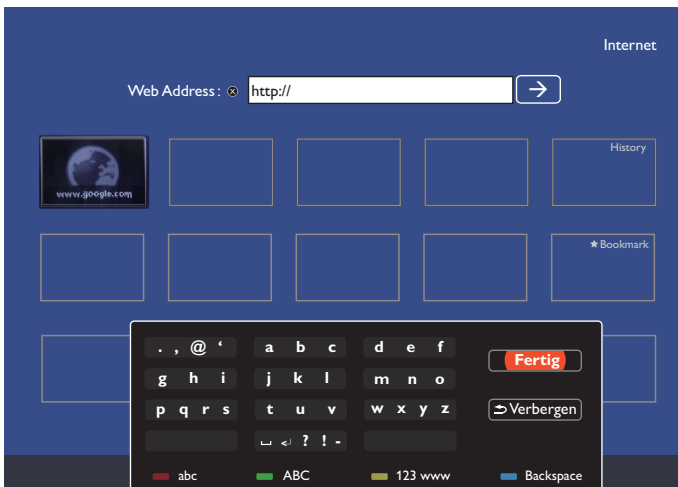 Internet
Web Address : ⓧ http:// →
www.google.com
History
★Bookmark
. , @ ‘ a b c d e f
Fertig
g h i j k l m n o
p q r s t u v w x y z
Verbergen
␣ ↵ ? ! -
abc ABC 123 www Backspace